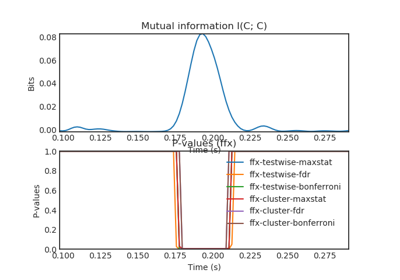 Mutual information I(C; C)
0.08
0.06
0.04
0.02
0.00
Bits
0.100 0.125 0.150 0.175 0.200 0.225 0.250 0.275
Time (s)
P-values (ffx)
1.0
0.8
0.6
0.4
0.2
0.0
P-values
ffx-testwise-maxstat
ffx-testwise-fdr
ffx-testwise-bonferroni
ffx-cluster-maxstat
ffx-cluster-fdr
ffx-cluster-bonferroni
0.100 0.125 0.150 0.175 0.200 0.225 0.250 0.275
Time (s)